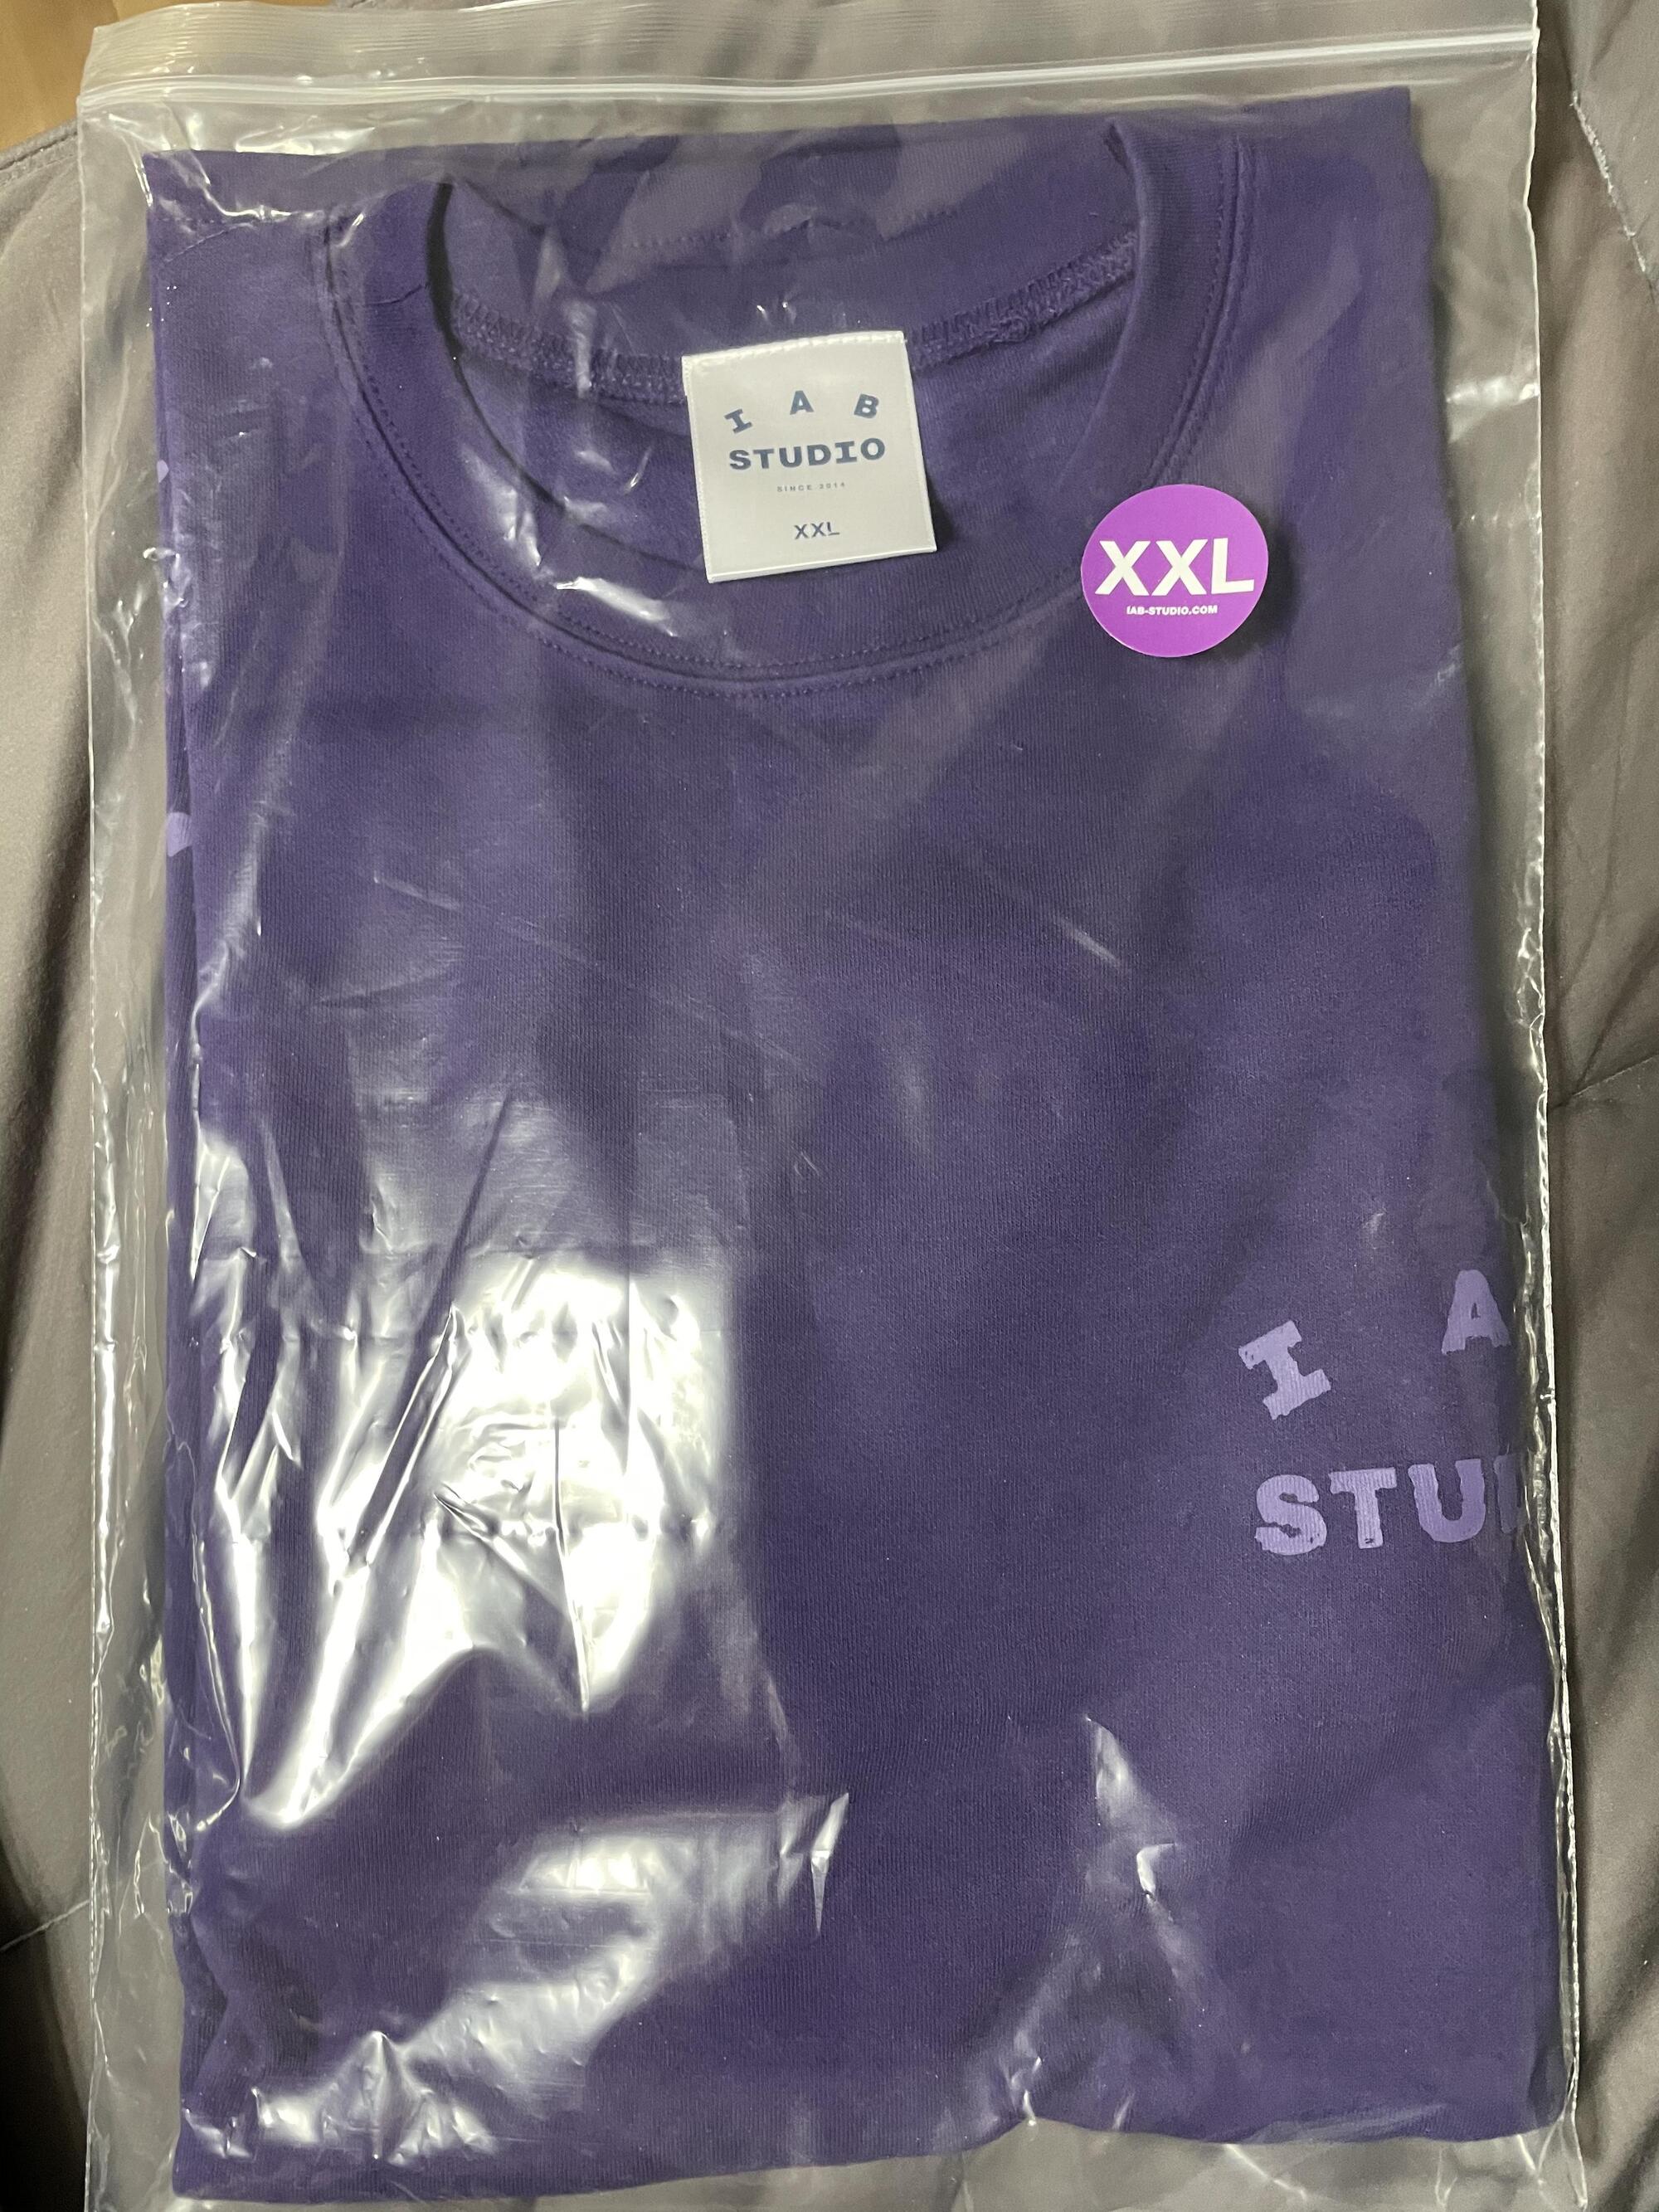 I A B
STUDIO
SINCE 2014
XXL
XXL
IAB-STUDIO.COM
I A
STU